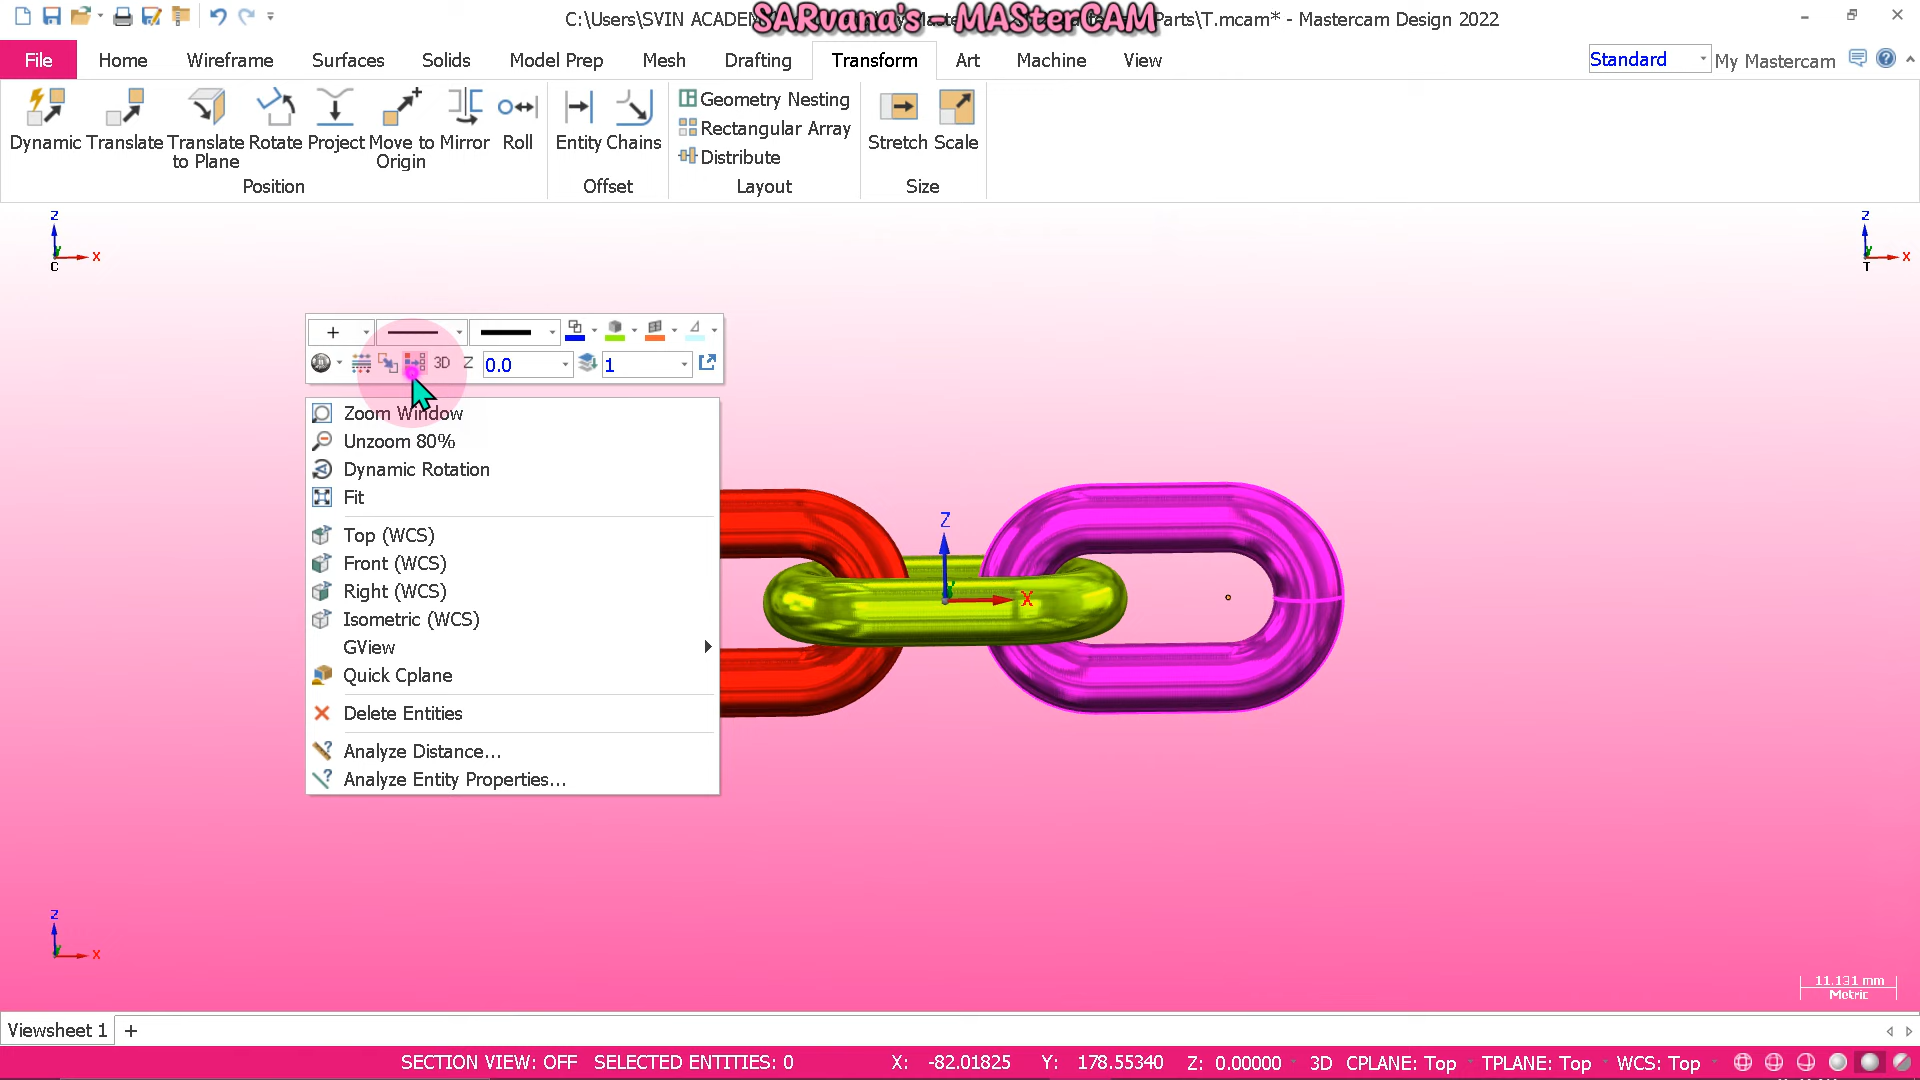 C:\Users\SVIN ACADEM
SARvana's - MASterCAM
Parts\T.mcam* - Mastercam Design 2022
File
Home
Wireframe
Surfaces
Solids
Model Prep
Mesh
Drafting
Transform
Art
Machine
View
Standard
My Mastercam
Dynamic
Translate
Translate to Plane
Rotate
Project
Move to Origin
Mirror
Roll
Position
Entity
Chains
Offset
Geometry Nesting
Rectangular Array
Distribute
Layout
Stretch
Scale
Size
Z
Y
X
C
Z
Y
X
T
3D
Z
0.0
1
Zoom Window
Unzoom 80%
Dynamic Rotation
Fit
Top (WCS)
Front (WCS)
Right (WCS)
Isometric (WCS)
GView
Quick Cplane
Delete Entities
Analyze Distance...
Analyze Entity Properties...
Z
Y
X
Z
Y
X
11.131 mm
Metric
Viewsheet 1
+
SECTION VIEW: OFF
SELECTED ENTITIES: 0
X: -82.01825
Y: 178.55340
Z: 0.00000
3D
CPLANE: Top
TPLANE: Top
WCS: Top